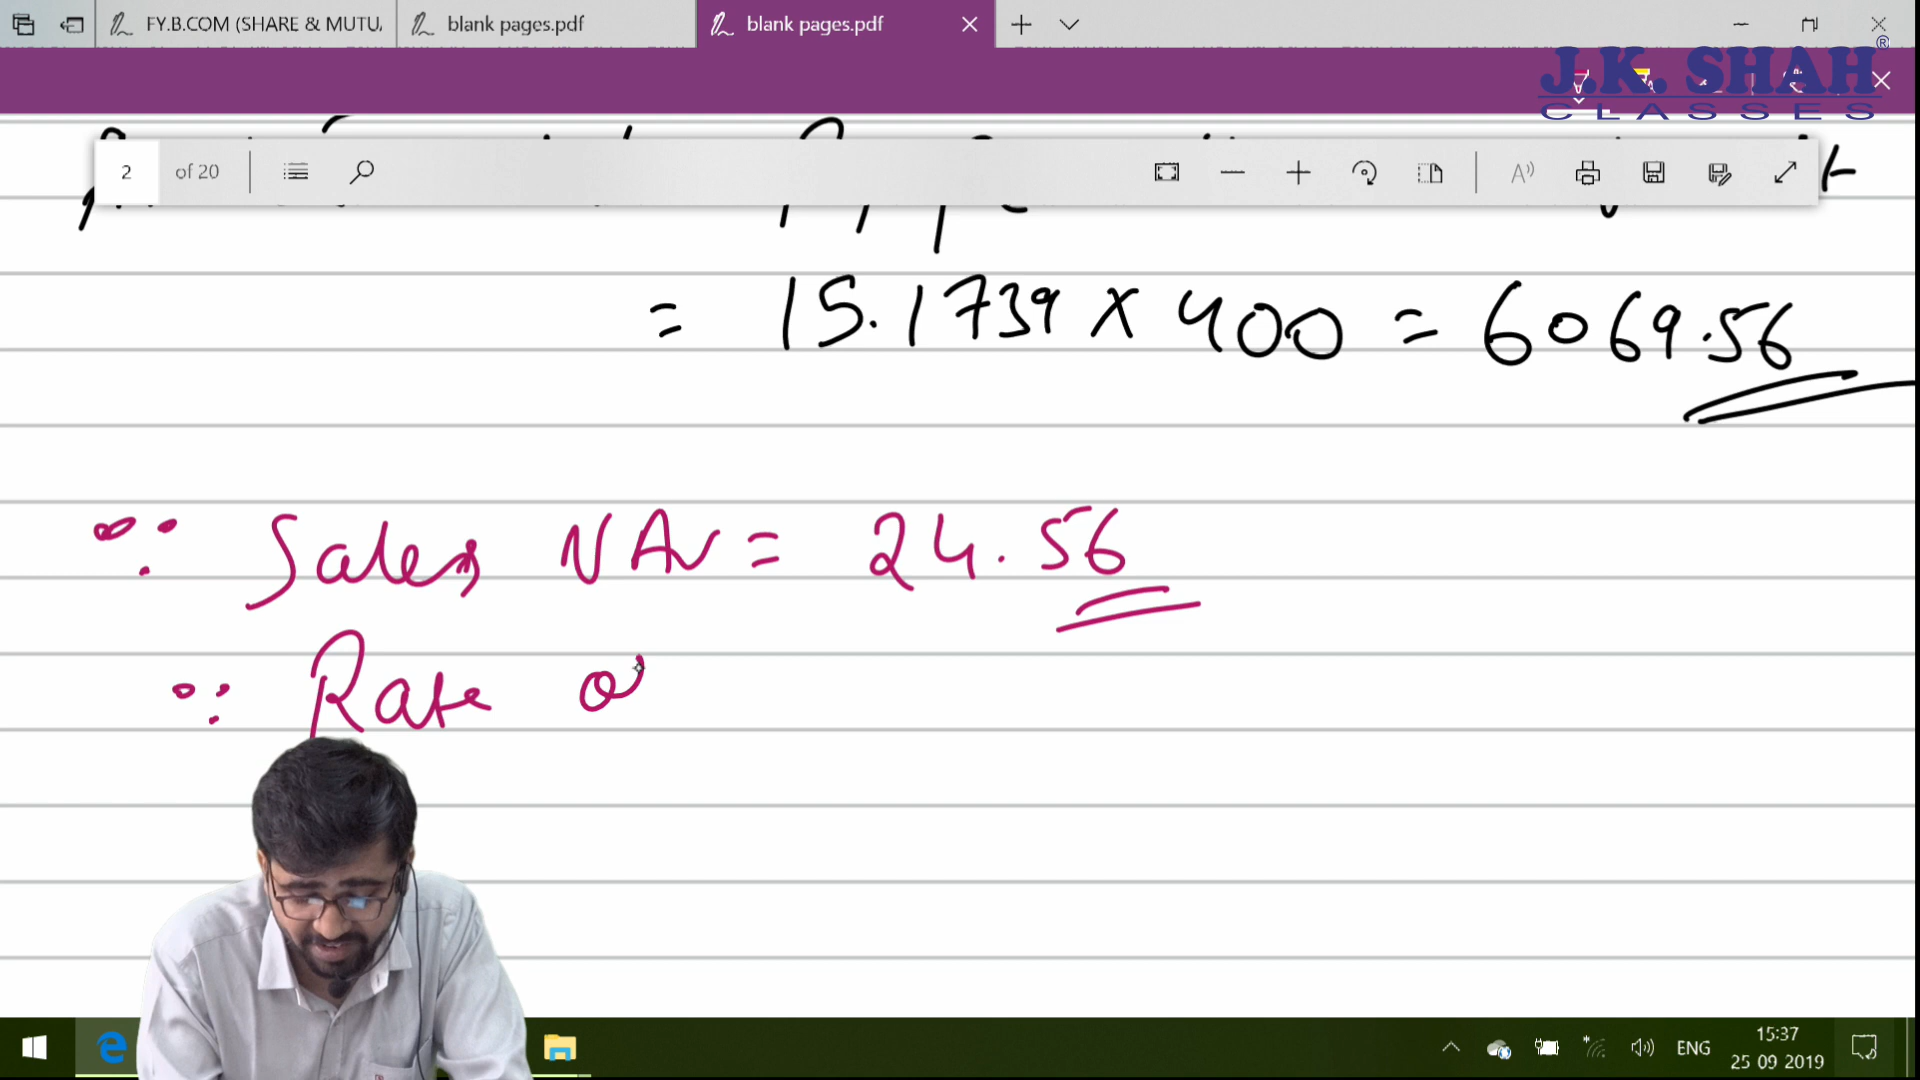 FY.B.COM (SHARE & MUTU
blank pages.pdf
blank pages.pdf
J.K. SHAH®
CLASSES
2 of 20
= 15.1739 × 400 = 6069.56
∵ Sales NAV = 24.56
∵ Rate o
ENG
15:37
25 09 2019